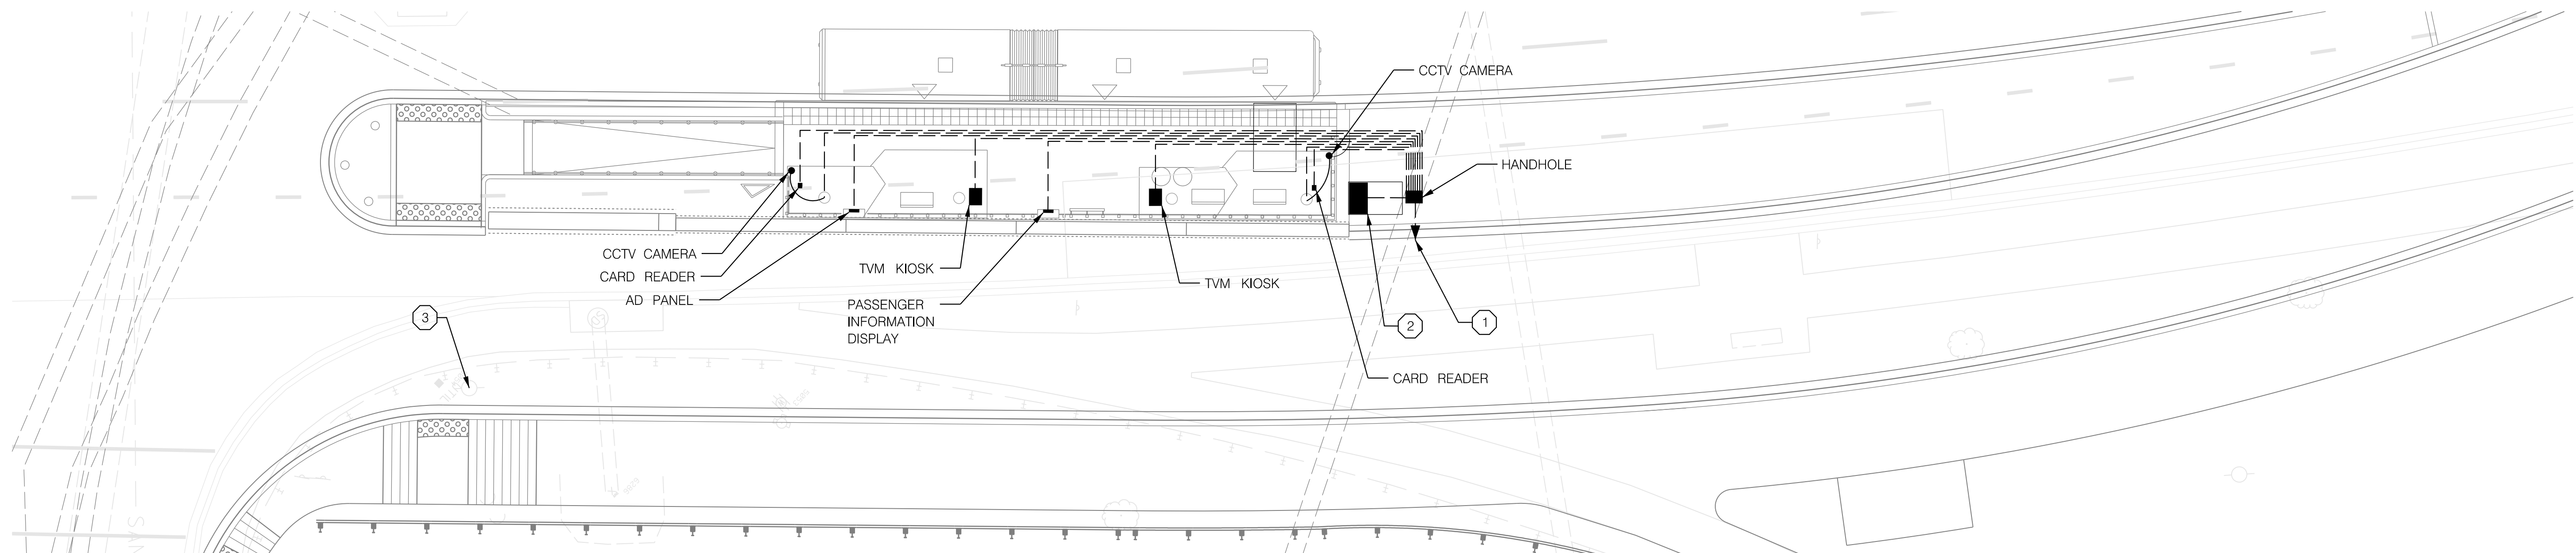 CCTV CAMERA
HANDHOLE
CCTV CAMERA
CARD READER
AD PANEL
TVM KIOSK
PASSENGER
INFORMATION
DISPLAY
TVM KIOSK
CARD READER
1
2
3